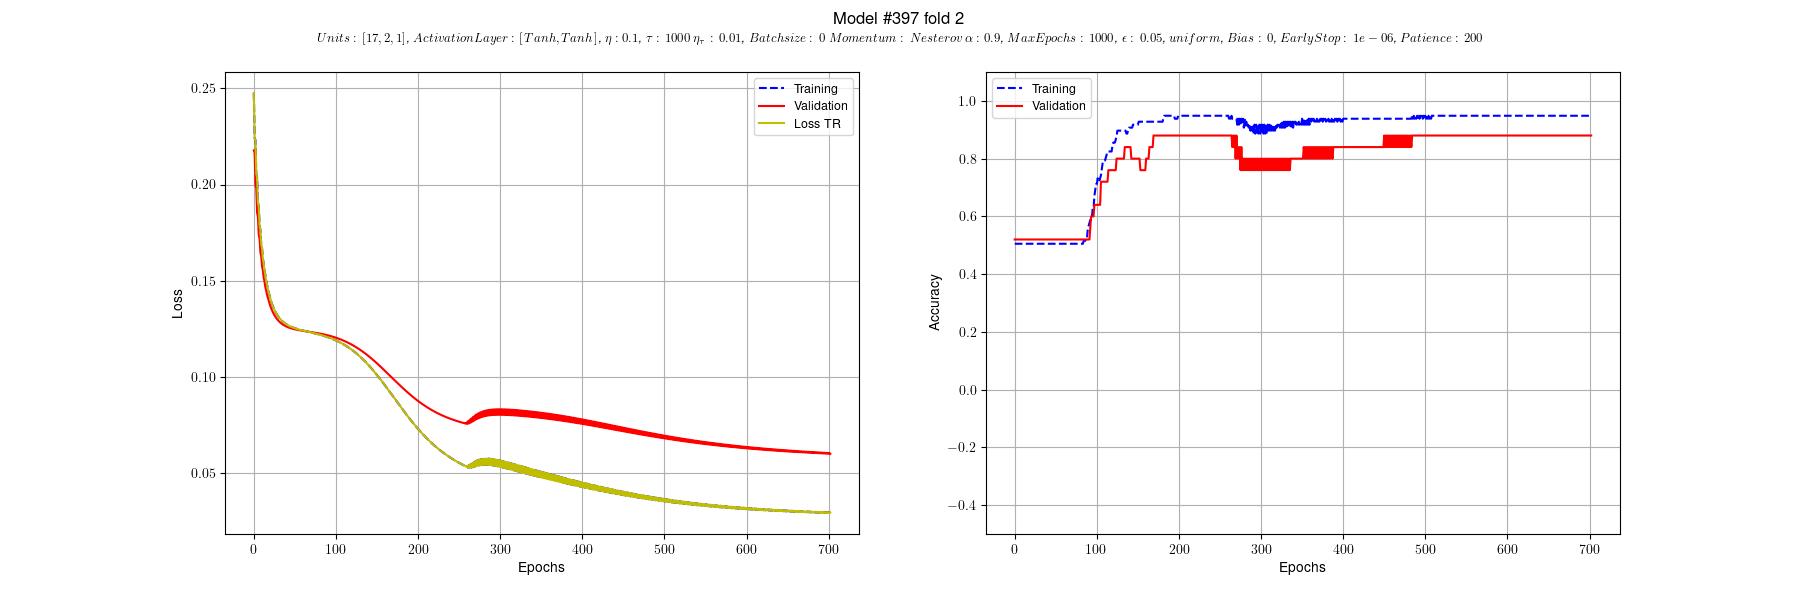 Model #397 fold 2
Units : [17, 2, 1], ActivationLayer : [Tanh, Tanh], η : 0.1, τ : 1000 η_τ : 0.01, Batchsize : 0 Momentum : Nesterov α : 0.9, MaxEpochs : 1000, ϵ : 0.05, uniform, Bias : 0, EarlyStop : 1e − 06, Patience : 200
Training
Validation
Loss TR
0.25
0.20
0.15
0.10
0.05
Loss
0 100 200 300 400 500 600 700
Epochs
Training
Validation
1.0
0.8
0.6
0.4
0.2
0.0
−0.2
−0.4
Accuracy
0 100 200 300 400 500 600 700
Epochs